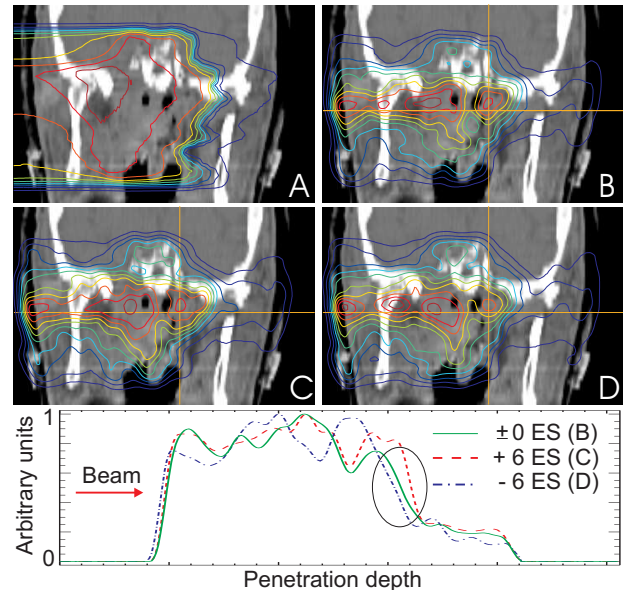 A
B
C
D
1
0
Arbitrary units
Beam
± 0 ES (B)
+ 6 ES (C)
- 6 ES (D)
Penetration depth